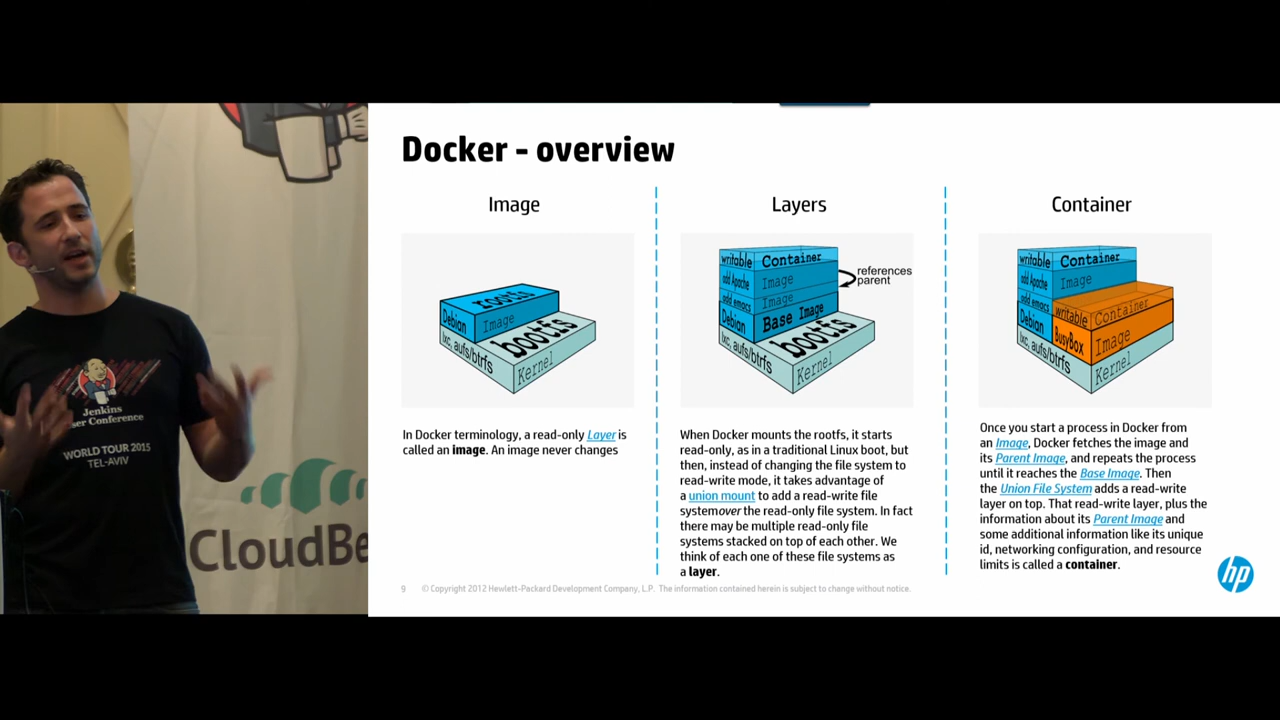 Docker - overview
Image
Layers
Container
rootfs
Debian
Image
bootfs
lxc, aufs/btrfs
Kernel
writable
Container
add Apache
Image
add emacs
Image
Debian
Base Image
references
parent
bootfs
lxc, aufs/btrfs
Kernel
writable
Container
add Apache
Image
add emacs
writable
Container
Debian
BusyBox
Image
lxc, aufs/btrfs
Kernel
In Docker terminology, a read-only Layer is
called an image. An image never changes
When Docker mounts the rootfs, it starts
read-only, as in a traditional Linux boot, but
then, instead of changing the file system to
read-write mode, it takes advantage of
a union mount to add a read-write file
systemover the read-only file system. In fact
there may be multiple read-only file
systems stacked on top of each other. We
think of each one of these file systems as
a layer.
Once you start a process in Docker from
an Image, Docker fetches the image and
its Parent Image, and repeats the process
until it reaches the Base Image. Then
the Union File System adds a read-write
layer on top. That read-write layer, plus the
information about its Parent Image and
some additional information like its unique
id, networking configuration, and resource
limits is called a container.
9 © Copyright 2012 Hewlett-Packard Development Company, L.P. The information contained herein is subject to change without notice.
hp
Jenkins
ser Conference
WORLD TOUR 2015
TEL-AVIV
CloudBe